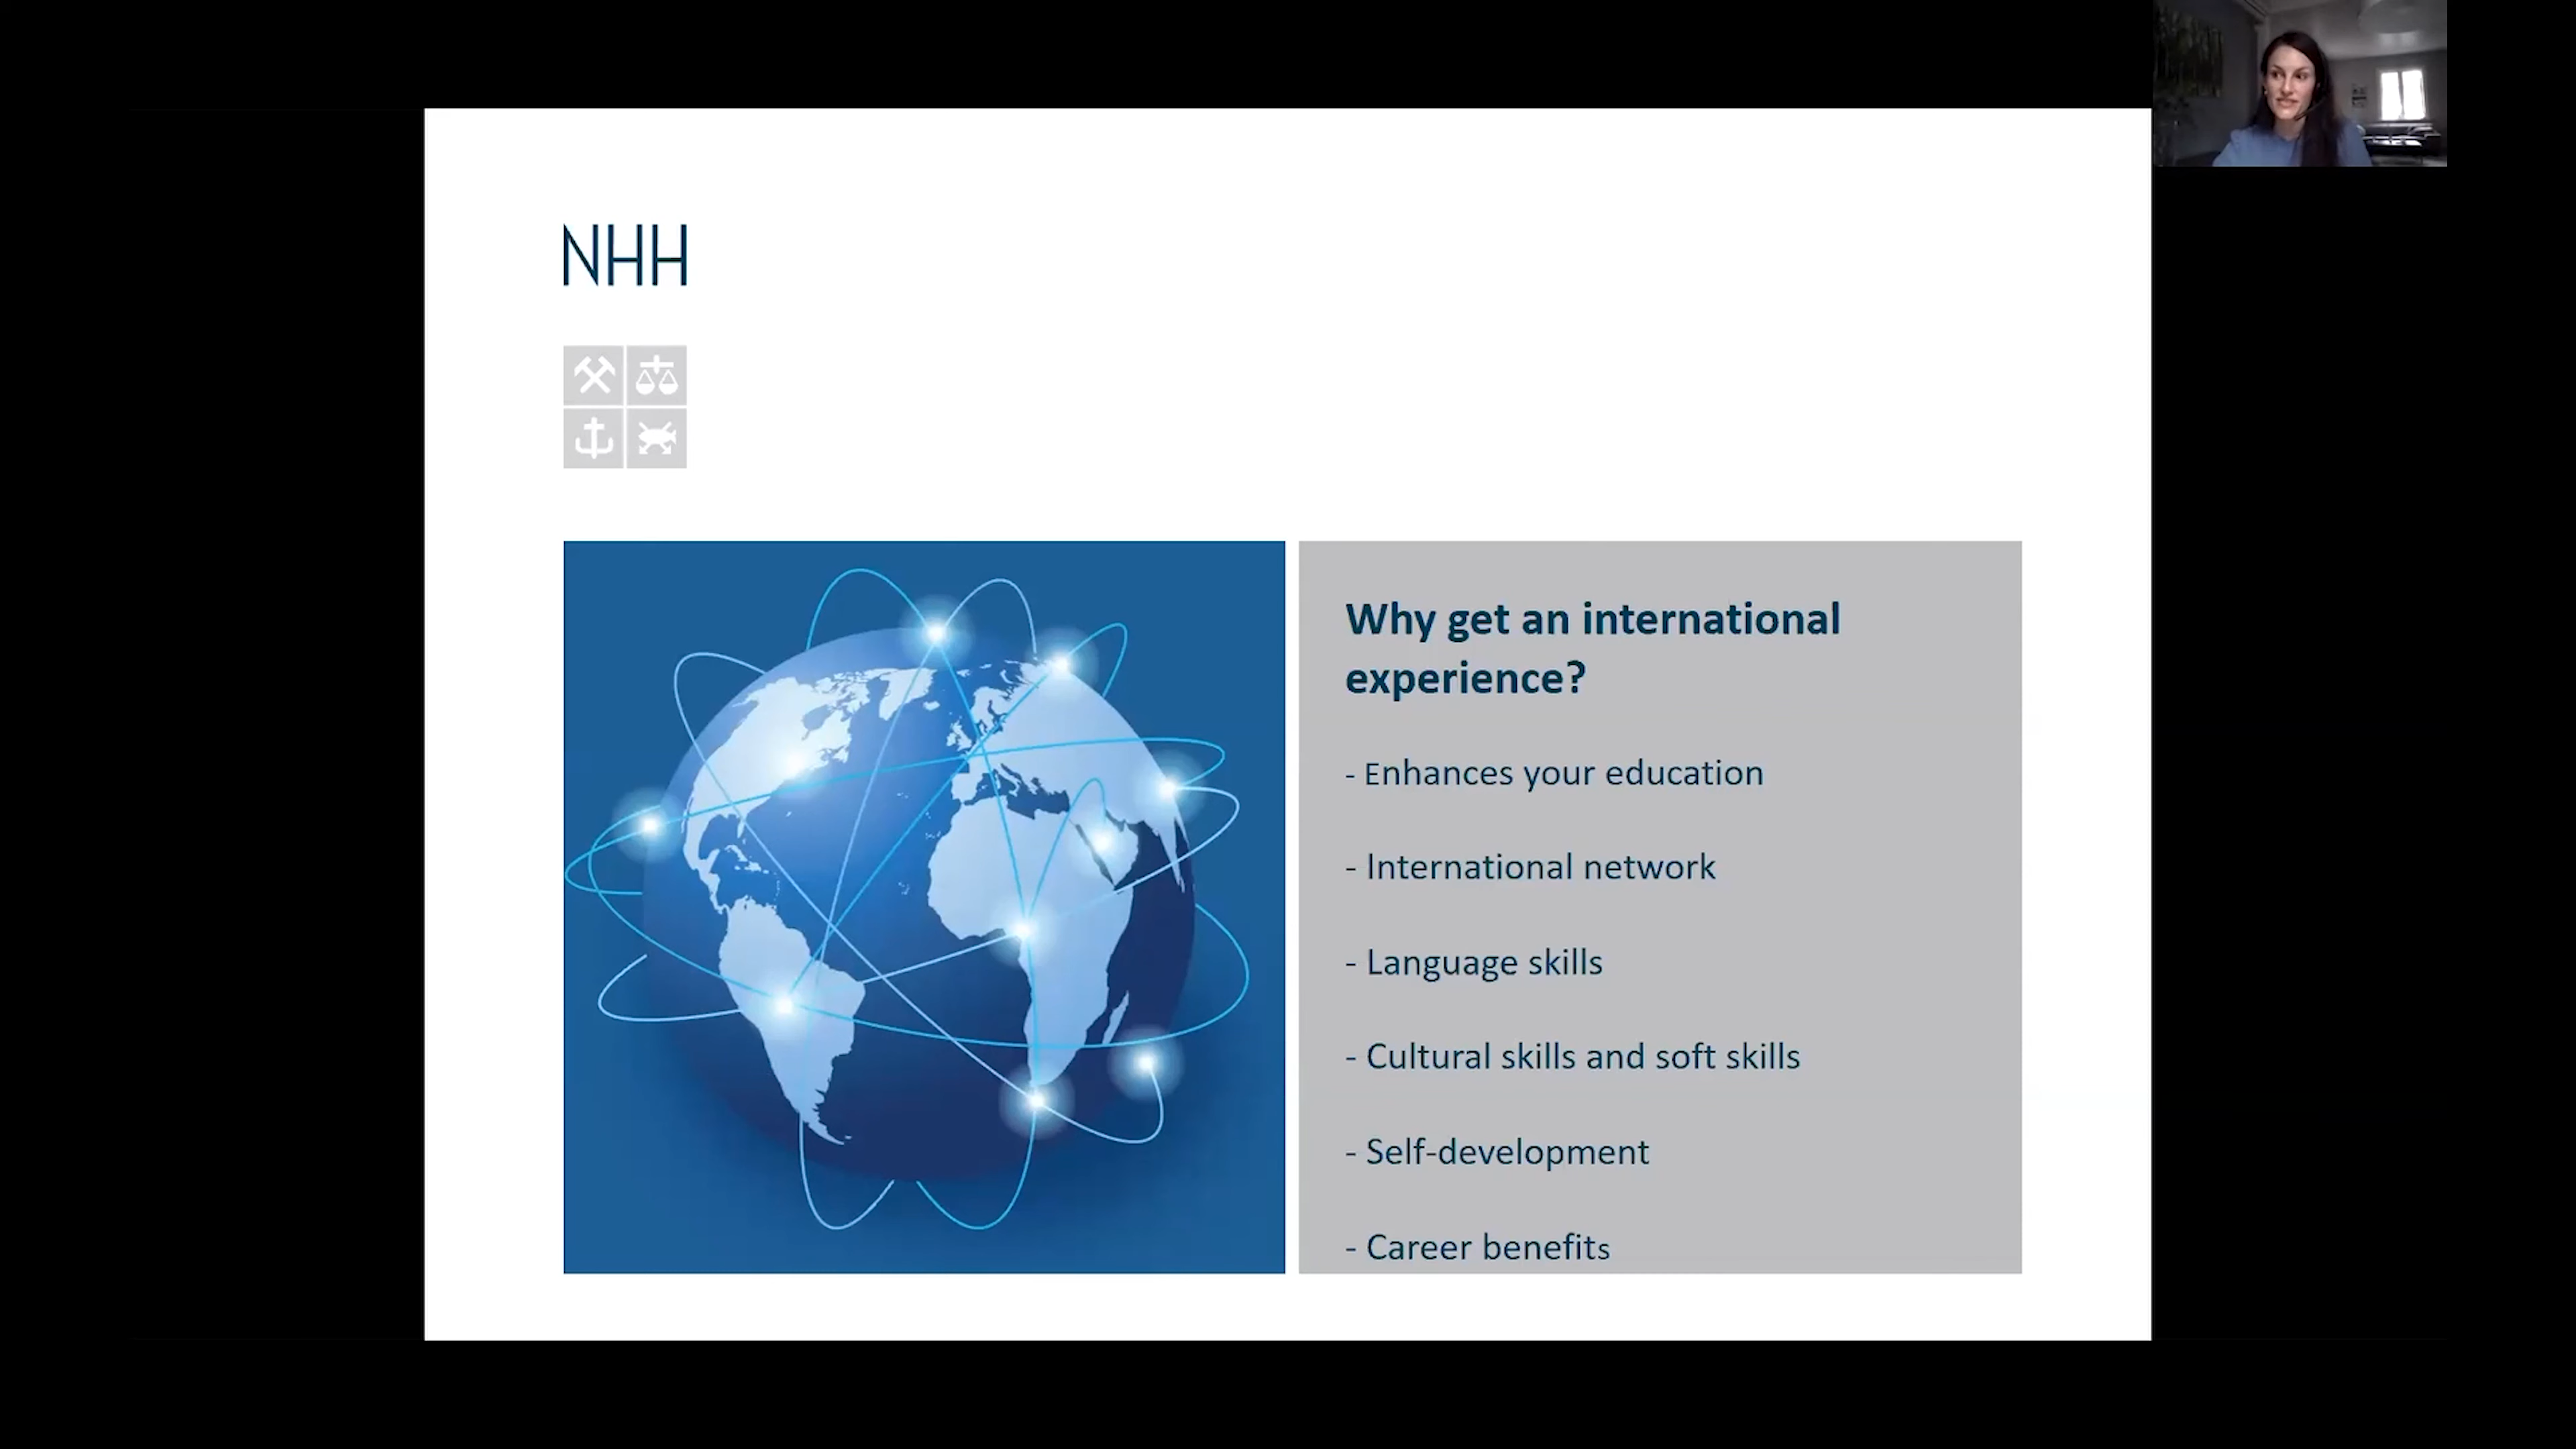 NHH
Why get an international
experience?
- Enhances your education
- International network
- Language skills
- Cultural skills and soft skills
- Self-development
- Career benefits